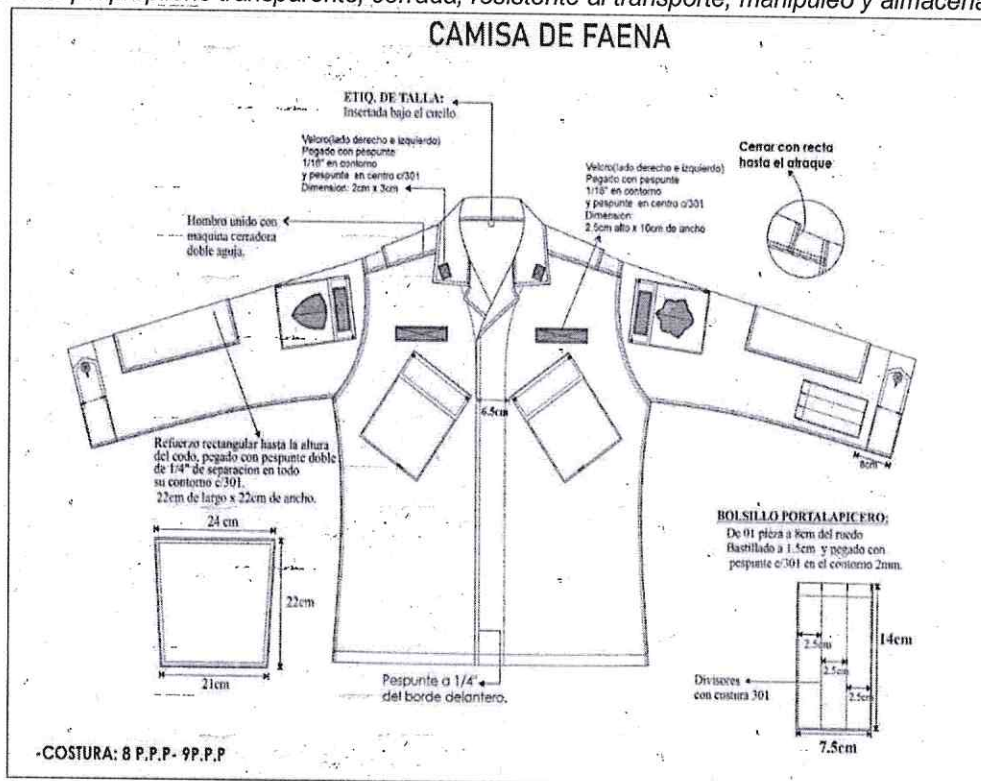 transparente, cerrada, resistente al transporte, manipuleo y
CAMISA DE FAENA
ETIQ. DE TALLA:
Insertada bajo el cuello
Velcro(lado derecho e izquierdo)
Pegado con pespunte
1/16" en contorno
y pespunte en centro c/301
Dimension: 2cm x 3cm
Velcro(lado derecho e izquierdo)
Pegado con pespunte
1/16" en contorno
y pespunte en centro c/301
Dimension:
2.5cm alto x 10cm de ancho
Cerrar con recta
hasta el atraque
Hombro unido con
maquina cerradora
doble aguja.
6.5cm
8cm
Refuerzo rectangular hasta la altura
del codo, pegado con pespunte doble
de 1/4" de separacion en todo
su contorno c/301.
22cm de largo x 22cm de ancho.
24 cm
22cm
21cm
Pespunte a 1/4"
del borde delantero.
BOLSILLO PORTALAPICERO:
De 01 pieza a 8cm del ruedo
Bastillado a 1.5cm y pegado con
pespunte c/301 en el contorno 2mm.
14cm
2.5cm
2.5cm
2.5cm
Divisores
con costura 301
7.5cm
-COSTURA: 8 P.P.P- 9P.P.P